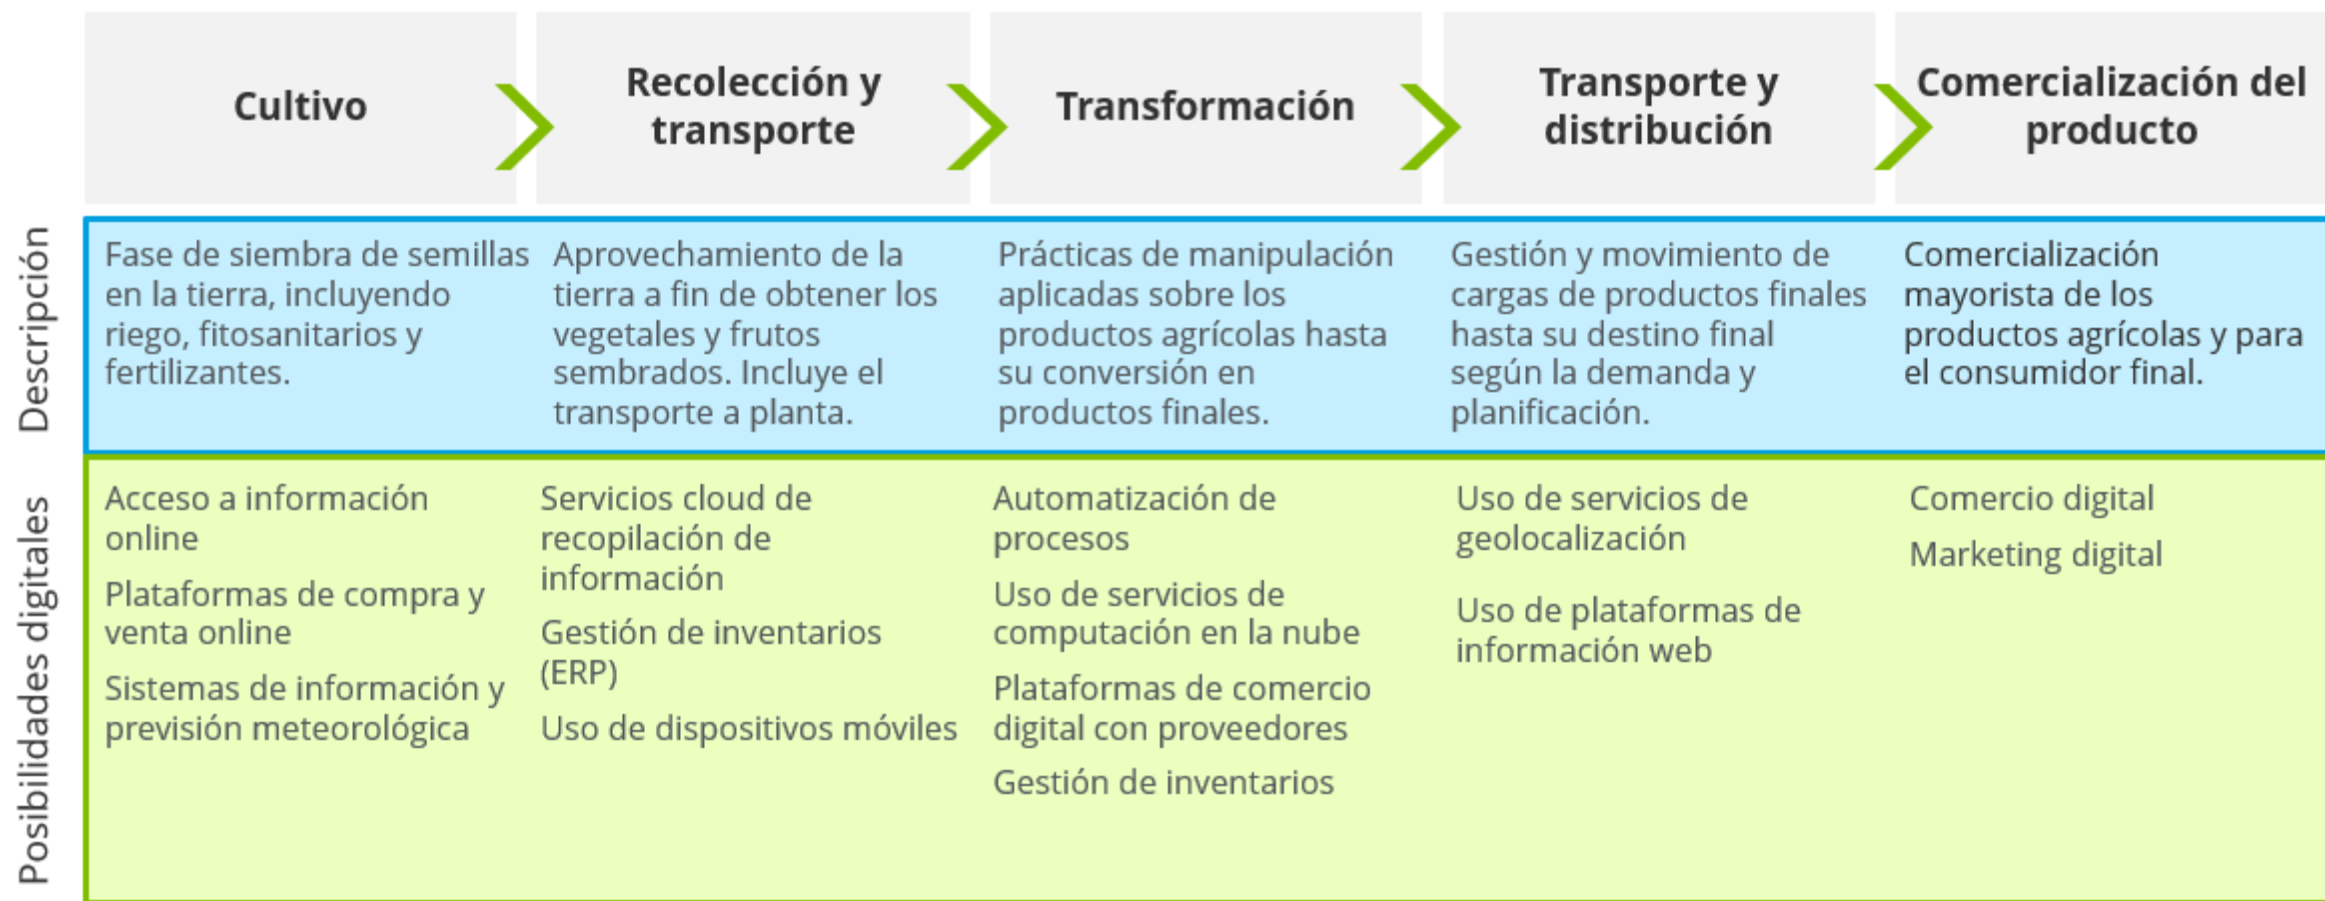 Cultivo
Recolección y
transporte
Transformación
Transporte y
distribución
Comercialización del
producto
Descripción
Fase de siembra de semillas
en la tierra, incluyendo
riego, fitosanitarios y
fertilizantes.
Aprovechamiento de la
tierra a fin de obtener los
vegetales y frutos
sembrados. Incluye el
transporte a planta.
Prácticas de manipulación
aplicadas sobre los
productos agrícolas hasta
su conversión en
productos finales.
Gestión y movimiento de
cargas de productos finales
hasta su destino final
según la demanda y
planificación.
Comercialización
mayorista de los
productos agrícolas y para
el consumidor final.
Posibilidades digitales
Acceso a información
online
Plataformas de compra y
venta online
Sistemas de información y
previsión meteorológica
Servicios cloud de
recopilación de
información
Gestión de inventarios
(ERP)
Uso de dispositivos móviles
Automatización de
procesos
Uso de servicios de
computación en la nube
Plataformas de comercio
digital con proveedores
Gestión de inventarios
Uso de servicios de
geolocalización
Uso de plataformas de
información web
Comercio digital
Marketing digital